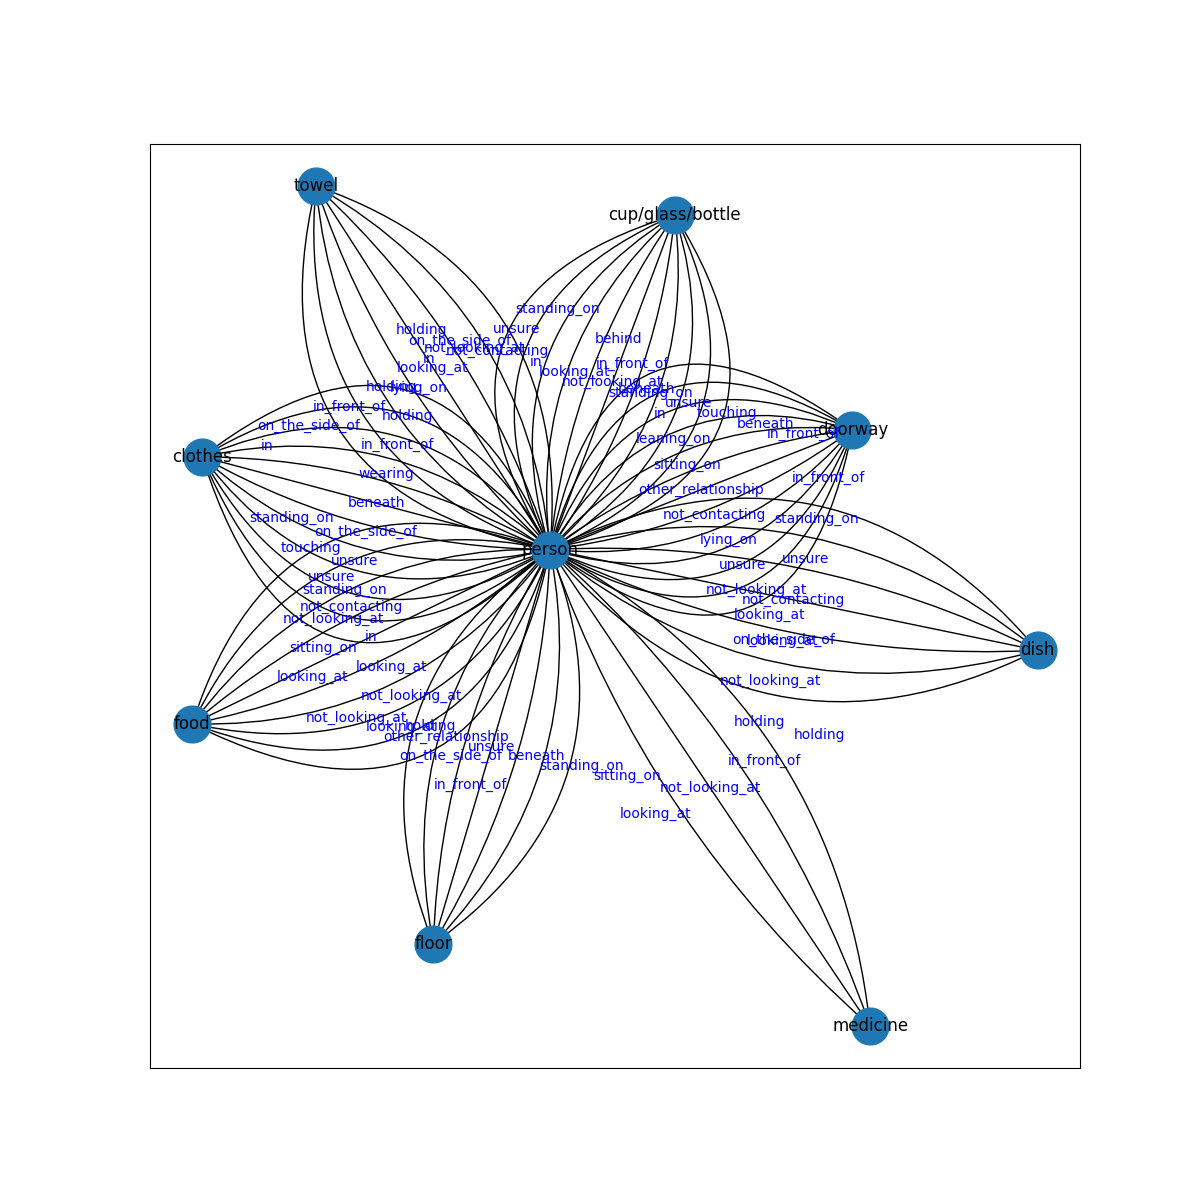 towel
cup/glass/bottle
standing_on
unsure
holding
behind
on_the_side_of
not_looking_at
not_contacting
in
in
looking_at
in_front_of
looking_at
not_looking_at
holding
lying_on
beneath
standing_on
unsure
in_front_of
holding
in
touching
on_the_side_of
beneath
in_front_of
doorway
leaning_on
in
in_front_of
clothes
sitting_on
wearing
in_front_of
other_relationship
beneath
not_contacting
standing_on
standing_on
on_the_side_of
lying_on
touching
person
unsure
unsure
unsure
unsure
standing_on
not_looking_at
not_contacting
not_contacting
looking_at
not_looking_at
in
on_the_side_of
looking_at
sitting_on
dish
looking_at
looking_at
not_looking_at
not_looking_at
not_looking_at
holding
food
looking_at
holding
holding
other_relationship
unsure
on_the_side_of
beneath
in_front_of
standing_on
sitting_on
in_front_of
not_looking_at
looking_at
floor
medicine